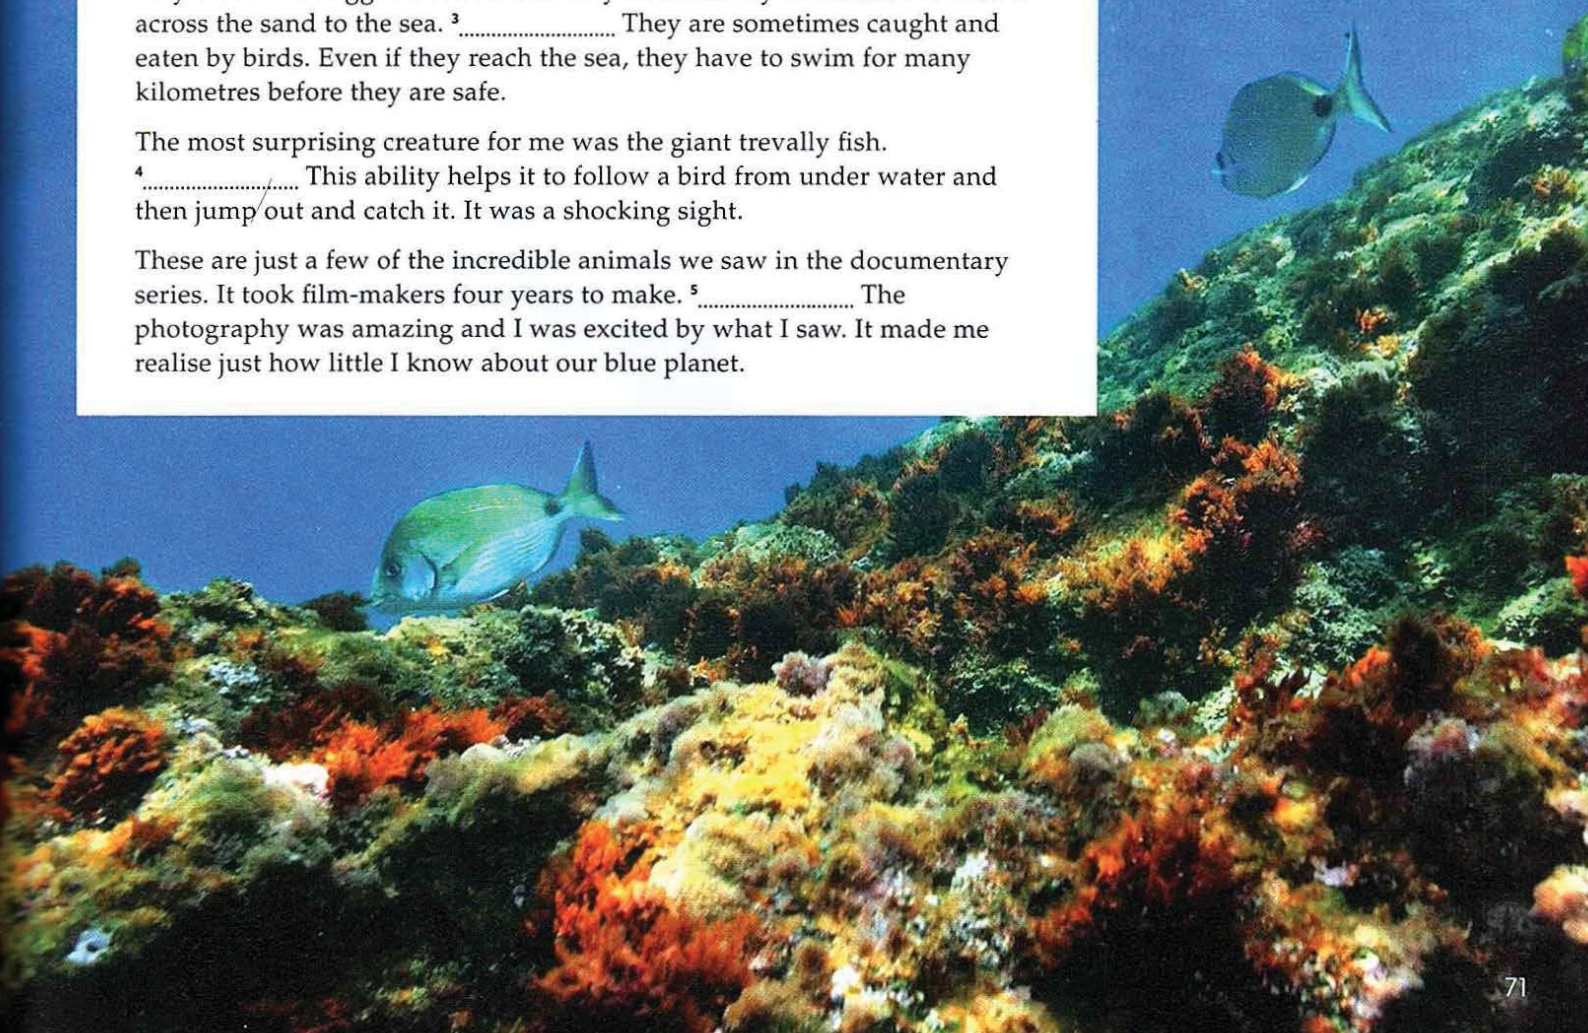 across the sand to the sea. ³.......................... They are sometimes caught and
eaten by birds. Even if they reach the sea, they have to swim for many
kilometres before they are safe.
The most surprising creature for me was the giant trevally fish.
⁴.......................... This ability helps it to follow a bird from under water and
then jump out and catch it. It was a shocking sight.
These are just a few of the incredible animals we saw in the documentary
series. It took film-makers four years to make. ⁵.......................... The
photography was amazing and I was excited by what I saw. It made me
realise just how little I know about our blue planet.
71